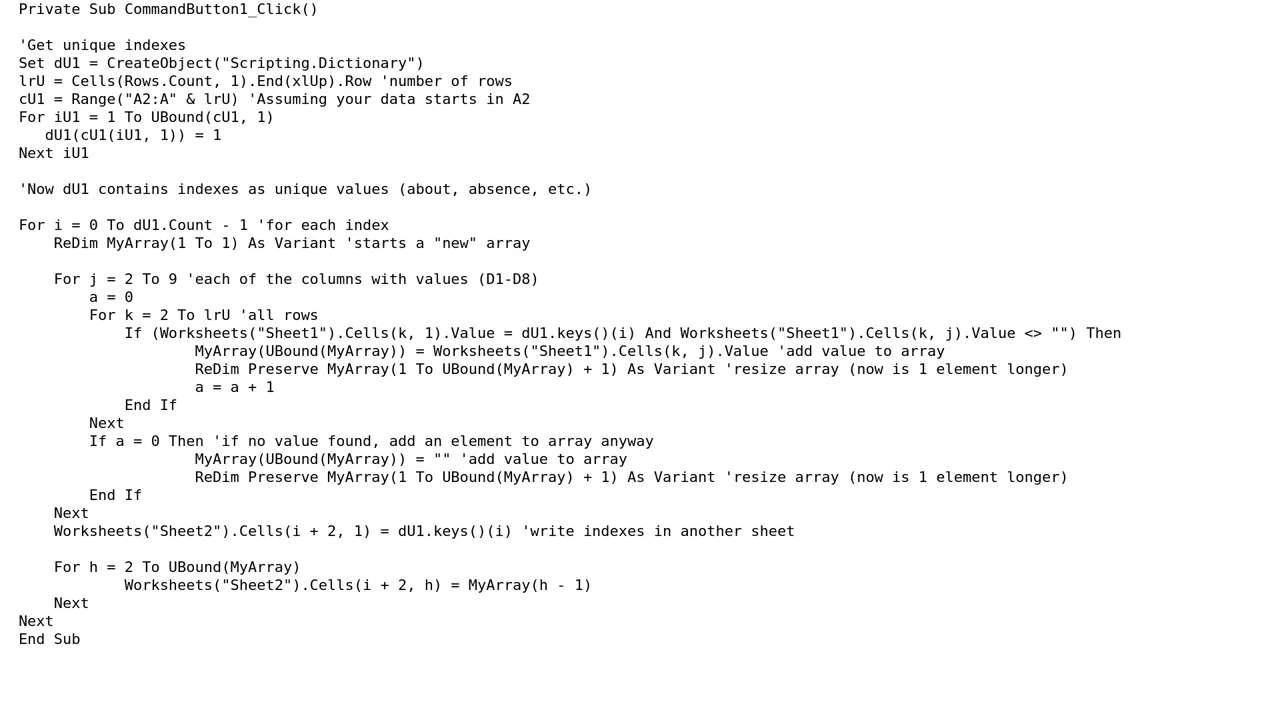 Private Sub CommandButton1_Click()
'Get unique indexes
Set dU1 = CreateObject("Scripting.Dictionary")
lrU = Cells(Rows.Count, 1).End(xlUp).Row 'number of rows
cU1 = Range("A2:A" & lrU) 'Assuming your data starts in A2
For iU1 = 1 To UBound(cU1, 1)
   dU1(cU1(iU1, 1)) = 1
Next iU1
'Now dU1 contains indexes as unique values (about, absence, etc.)
For i = 0 To dU1.Count - 1 'for each index
    ReDim MyArray(1 To 1) As Variant 'starts a "new" array
    For j = 2 To 9 'each of the columns with values (D1-D8)
        a = 0
        For k = 2 To lrU 'all rows
            If (Worksheets("Sheet1").Cells(k, 1).Value = dU1.keys()(i) And Worksheets("Sheet1").Cells(k, j).Value <> "") Then
                    MyArray(UBound(MyArray)) = Worksheets("Sheet1").Cells(k, j).Value 'add value to array
                    ReDim Preserve MyArray(1 To UBound(MyArray) + 1) As Variant 'resize array (now is 1 element longer)
                    a = a + 1
            End If
        Next
        If a = 0 Then 'if no value found, add an element to array anyway
                    MyArray(UBound(MyArray)) = "" 'add value to array
                    ReDim Preserve MyArray(1 To UBound(MyArray) + 1) As Variant 'resize array (now is 1 element longer)
        End If
    Next
    Worksheets("Sheet2").Cells(i + 2, 1) = dU1.keys()(i) 'write indexes in another sheet
    For h = 2 To UBound(MyArray)
            Worksheets("Sheet2").Cells(i + 2, h) = MyArray(h - 1)
    Next
Next
End Sub